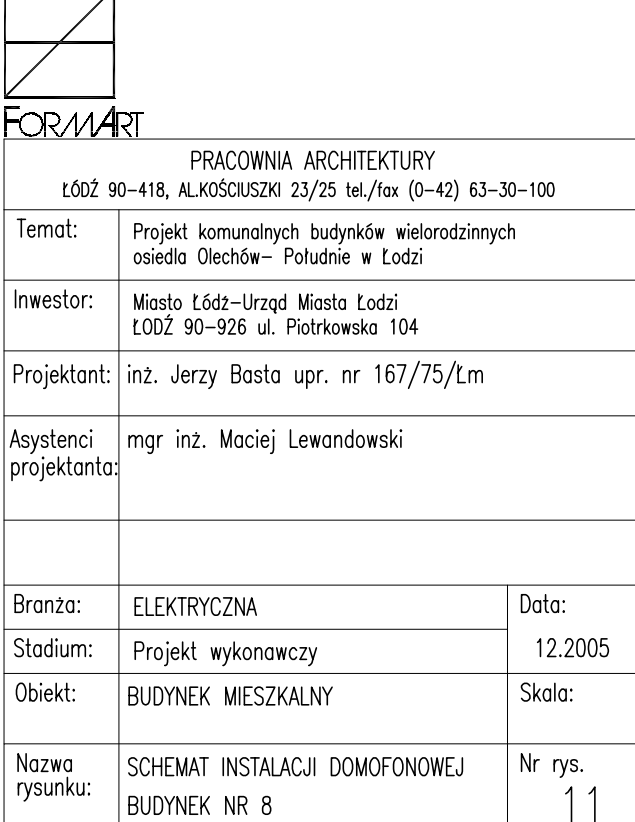 FORMART
PRACOWNIA ARCHITEKTURY
ŁÓDŹ 90-418, AL.KOŚCIUSZKI 23/25 tel./fax (0-42) 63-30-100
Temat:
Projekt komunalnych budynków wielorodzinnych
osiedla Olechów- Południe w Łodzi
Inwestor:
Miasto Łódź-Urząd Miasta Łodzi
ŁODŹ 90-926 ul. Piotrkowska 104
Projektant:
inż. Jerzy Basta upr. nr 167/75/Łm
Asystenci
projektanta:
mgr inż. Maciej Lewandowski
Branża:
ELEKTRYCZNA
Data:
Stadium:
Projekt wykonawczy
12.2005
Obiekt:
BUDYNEK MIESZKALNY
Skala:
Nazwa
rysunku:
SCHEMAT INSTALACJI DOMOFONOWEJ
BUDYNEK NR 8
Nr rys.
11